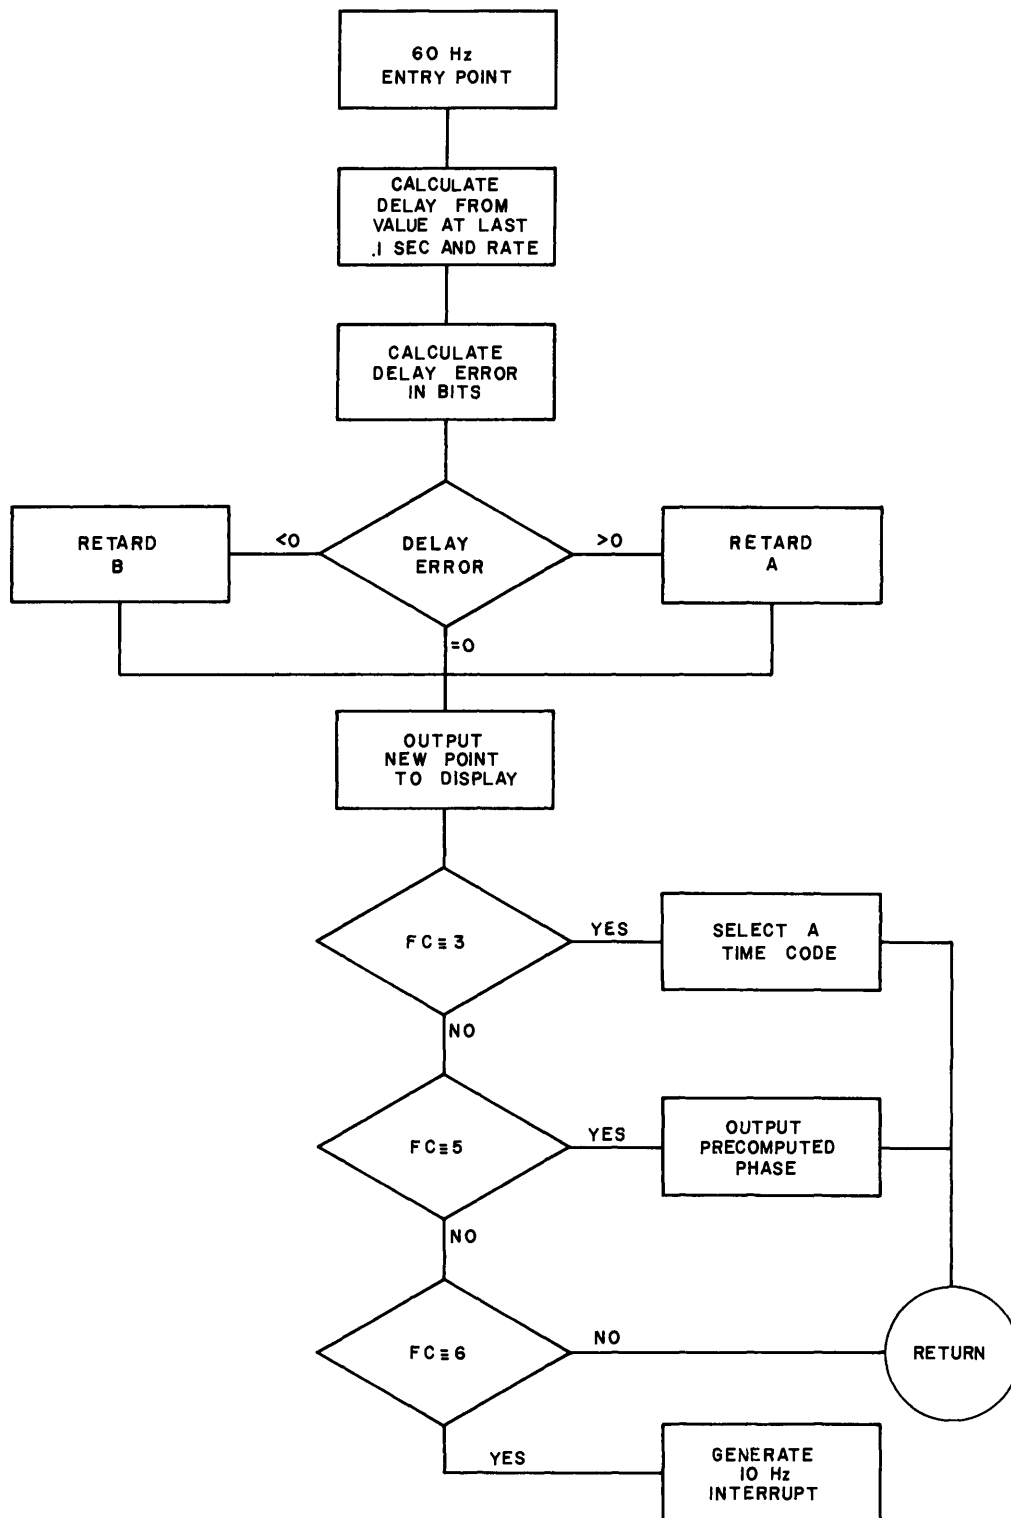 60 Hz
ENTRY POINT
CALCULATE
DELAY FROM
VALUE AT LAST
.1 SEC AND RATE
CALCULATE
DELAY ERROR
IN BITS
RETARD
B
<0
DELAY
ERROR
>0
RETARD
A
=0
OUTPUT
NEW POINT
TO DISPLAY
FC≡3
YES
SELECT A
TIME CODE
NO
FC≡5
YES
OUTPUT
PRECOMPUTED
PHASE
NO
FC≡6
NO
RETURN
YES
GENERATE
10 Hz
INTERRUPT